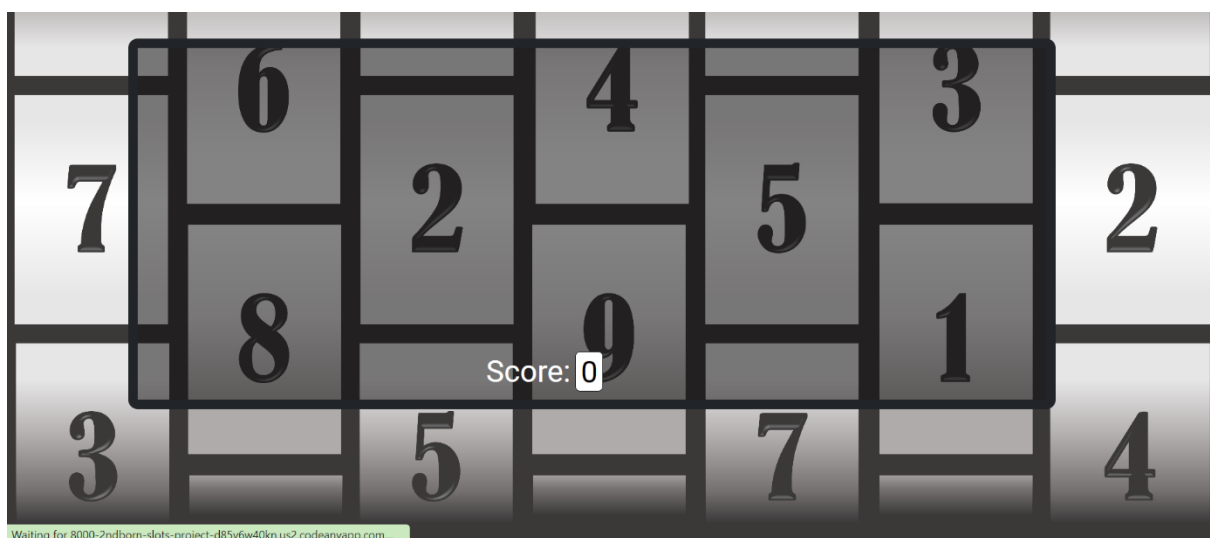 6 4 3
7 2 5 2
8 9 1
Score: 0
3 5 7 4
Waiting for 8000-2ndborn-slots-project-d85v6w40kn.us2.codeanyapp.com...